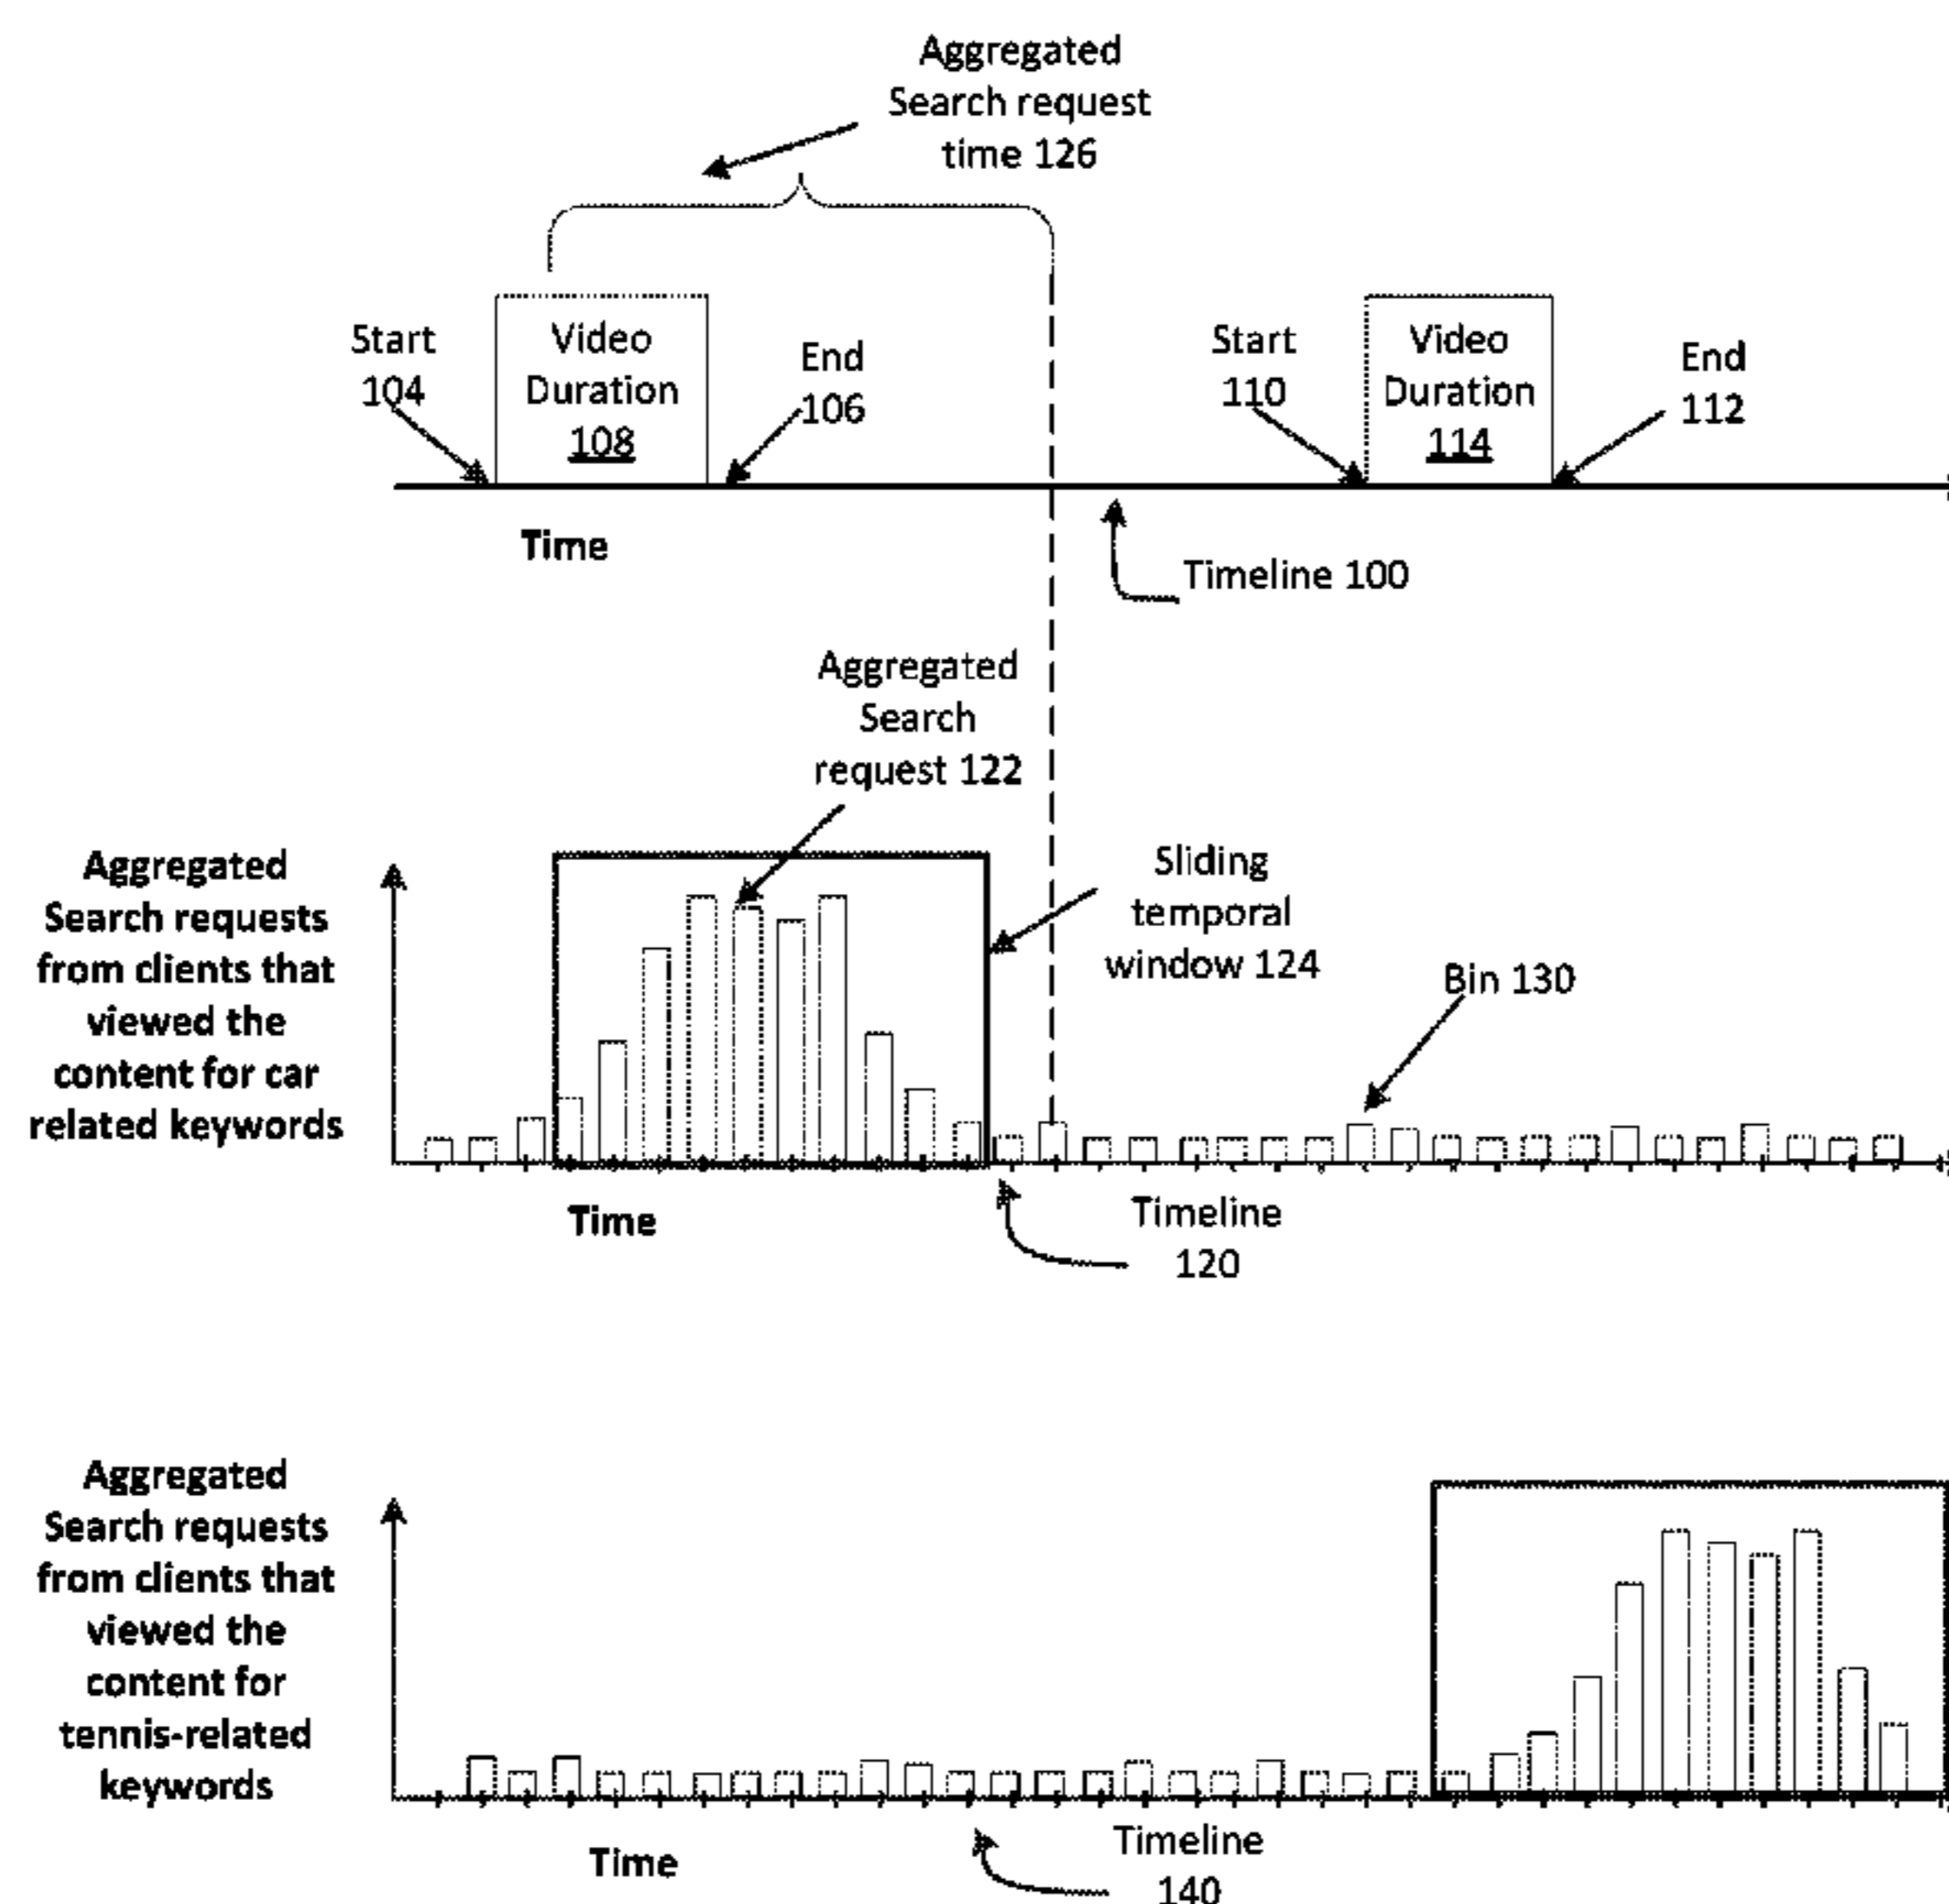 Aggregated
Search request
time 126
Start
104
Video
Duration
108
End
106
Start
110
Video
Duration
114
End
112
Time
Timeline 100
Aggregated
Search
request 122
Aggregated
Search requests
from clients that
viewed the
content for car
related keywords
Sliding
temporal
window 124
Bin 130
Time
Timeline
120
Aggregated
Search requests
from clients that
viewed the
content for
tennis-related
keywords
Time
Timeline
140